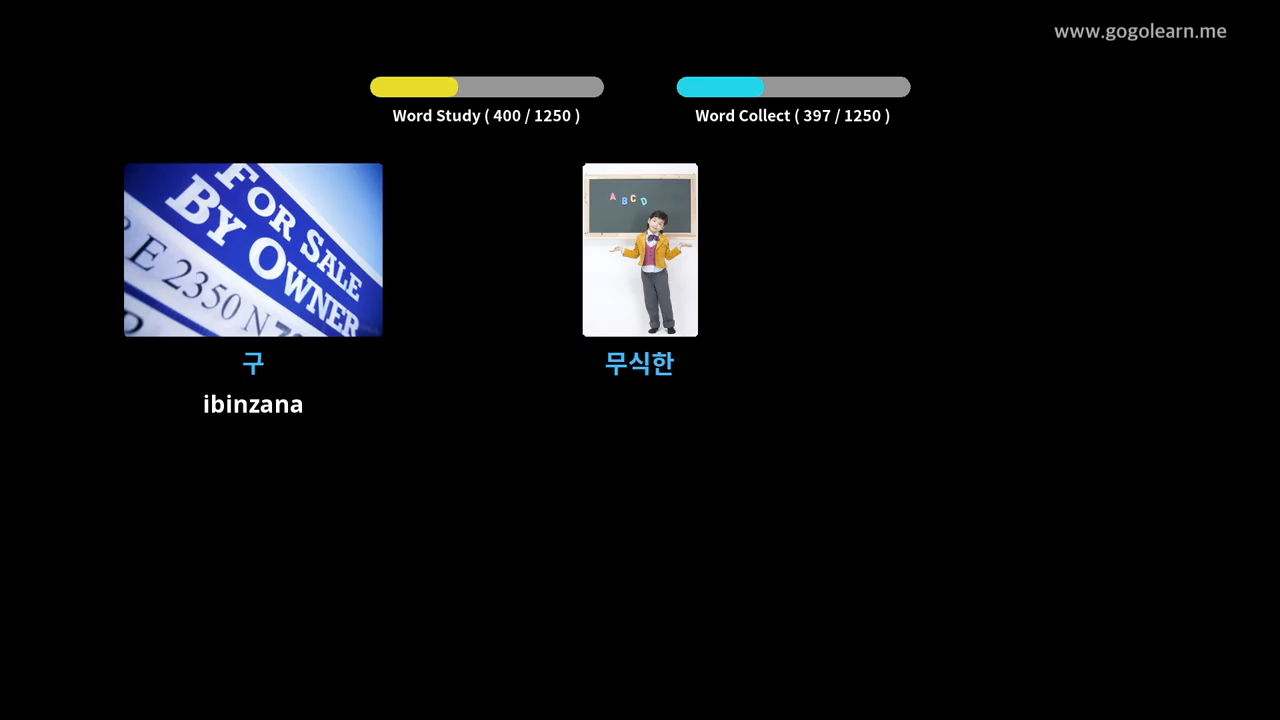 www.gogolearn.me
Word Study ( 400 / 1250 )
Word Collect ( 397 / 1250 )
FOR SALE
BY OWNER
E 2350 N
A B C D
구
무식한
ibinzana